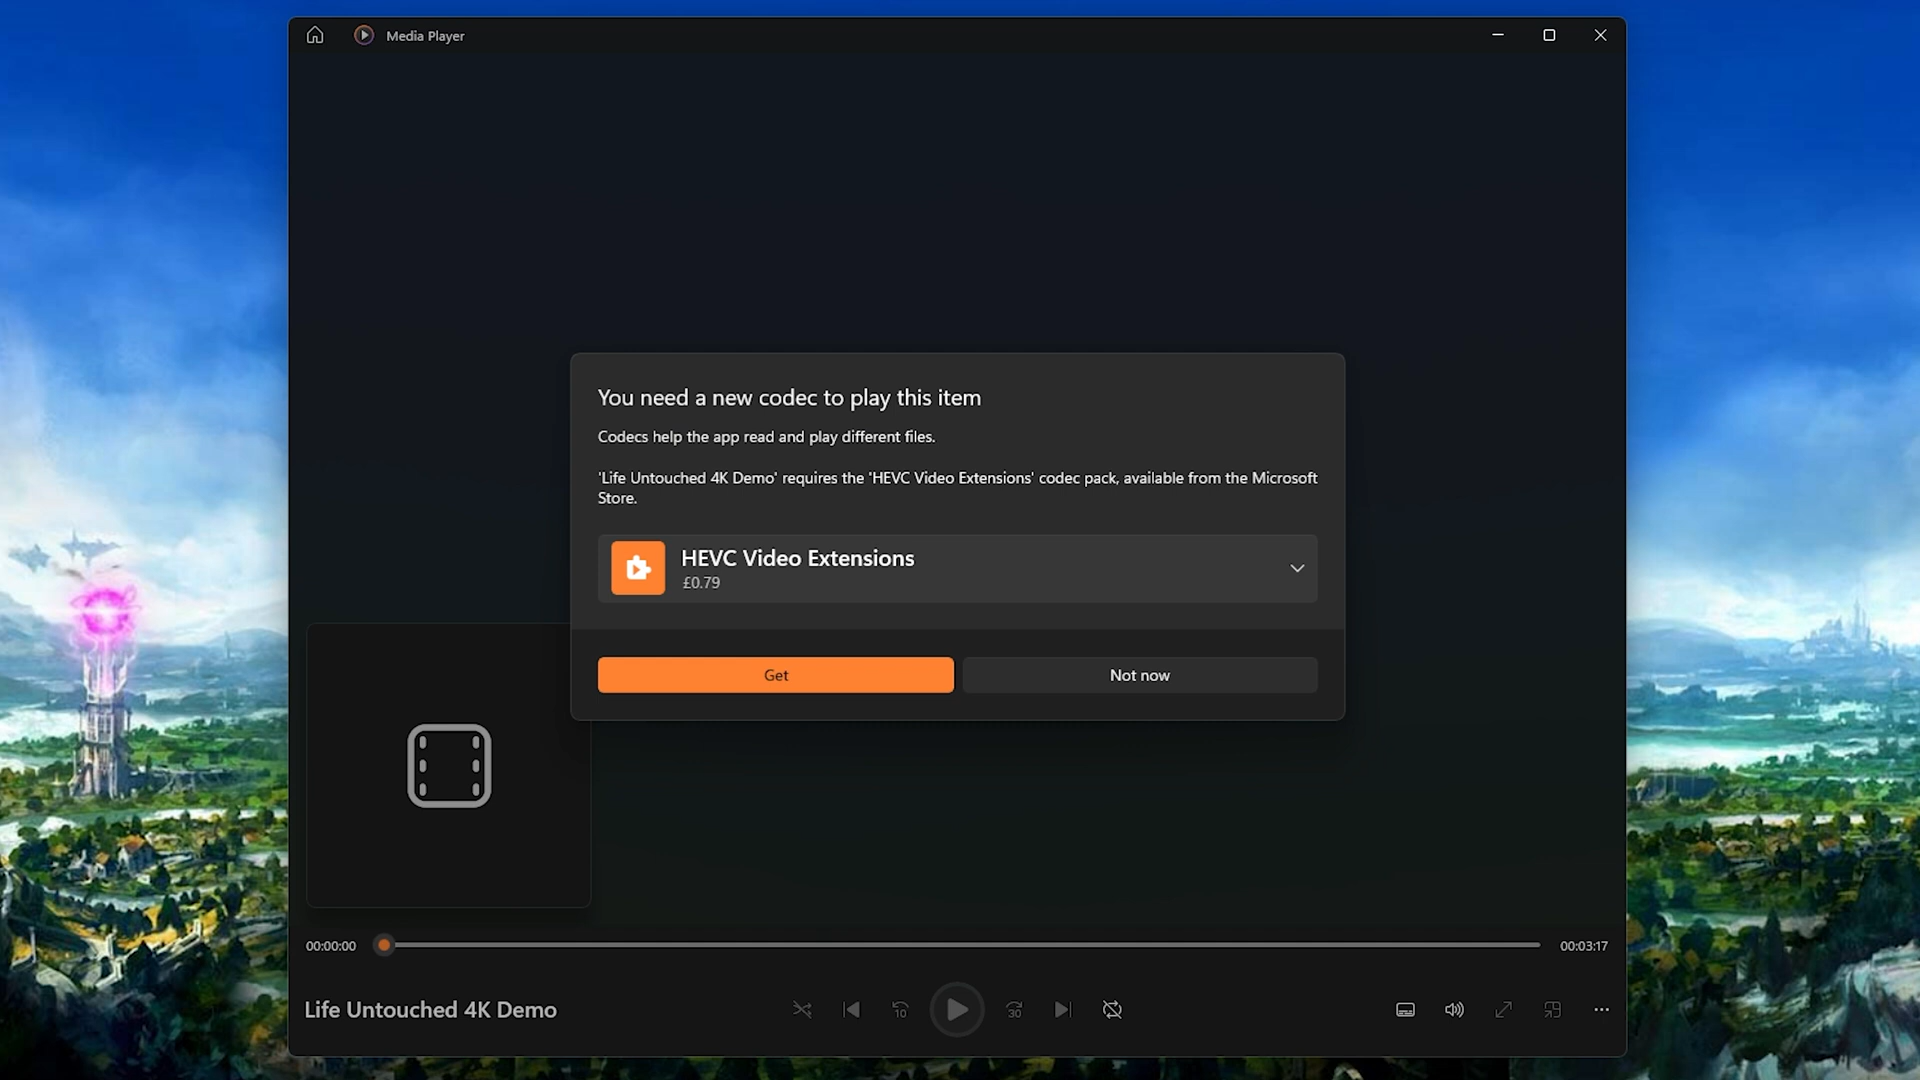 Media Player
You need a new codec to play this item
Codecs help the app read and play different files.
'Life Untouched 4K Demo' requires the 'HEVC Video Extensions' codec pack, available from the Microsoft
Store.
HEVC Video Extensions
£0.79
Get
Not now
00:00:00
00:03:17
Life Untouched 4K Demo
10
30